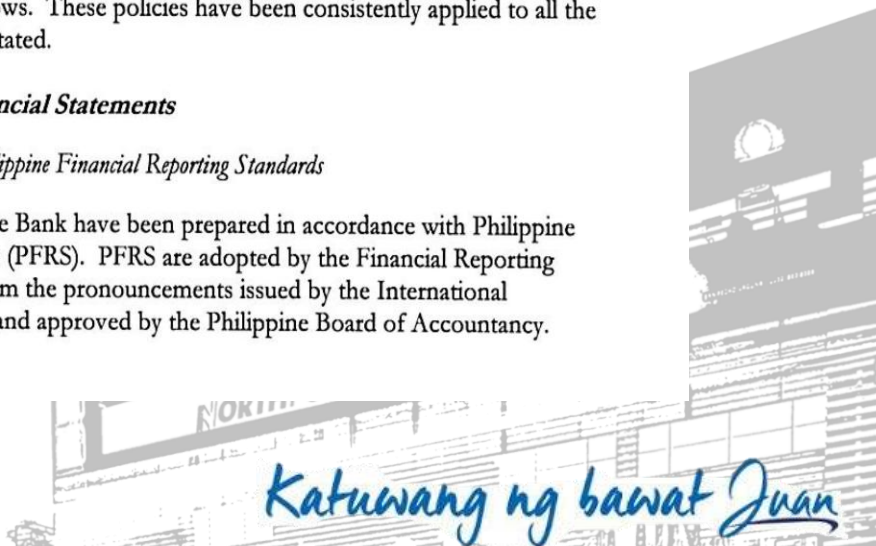 ws. These policies have been consistently applied to all the
tated.
ncial Statements
ippine Financial Reporting Standards
e Bank have been prepared in accordance with Philippine
(PFRS). PFRS are adopted by the Financial Reporting
m the pronouncements issued by the International
and approved by the Philippine Board of Accountancy.
Katuwang ng bawat Juan